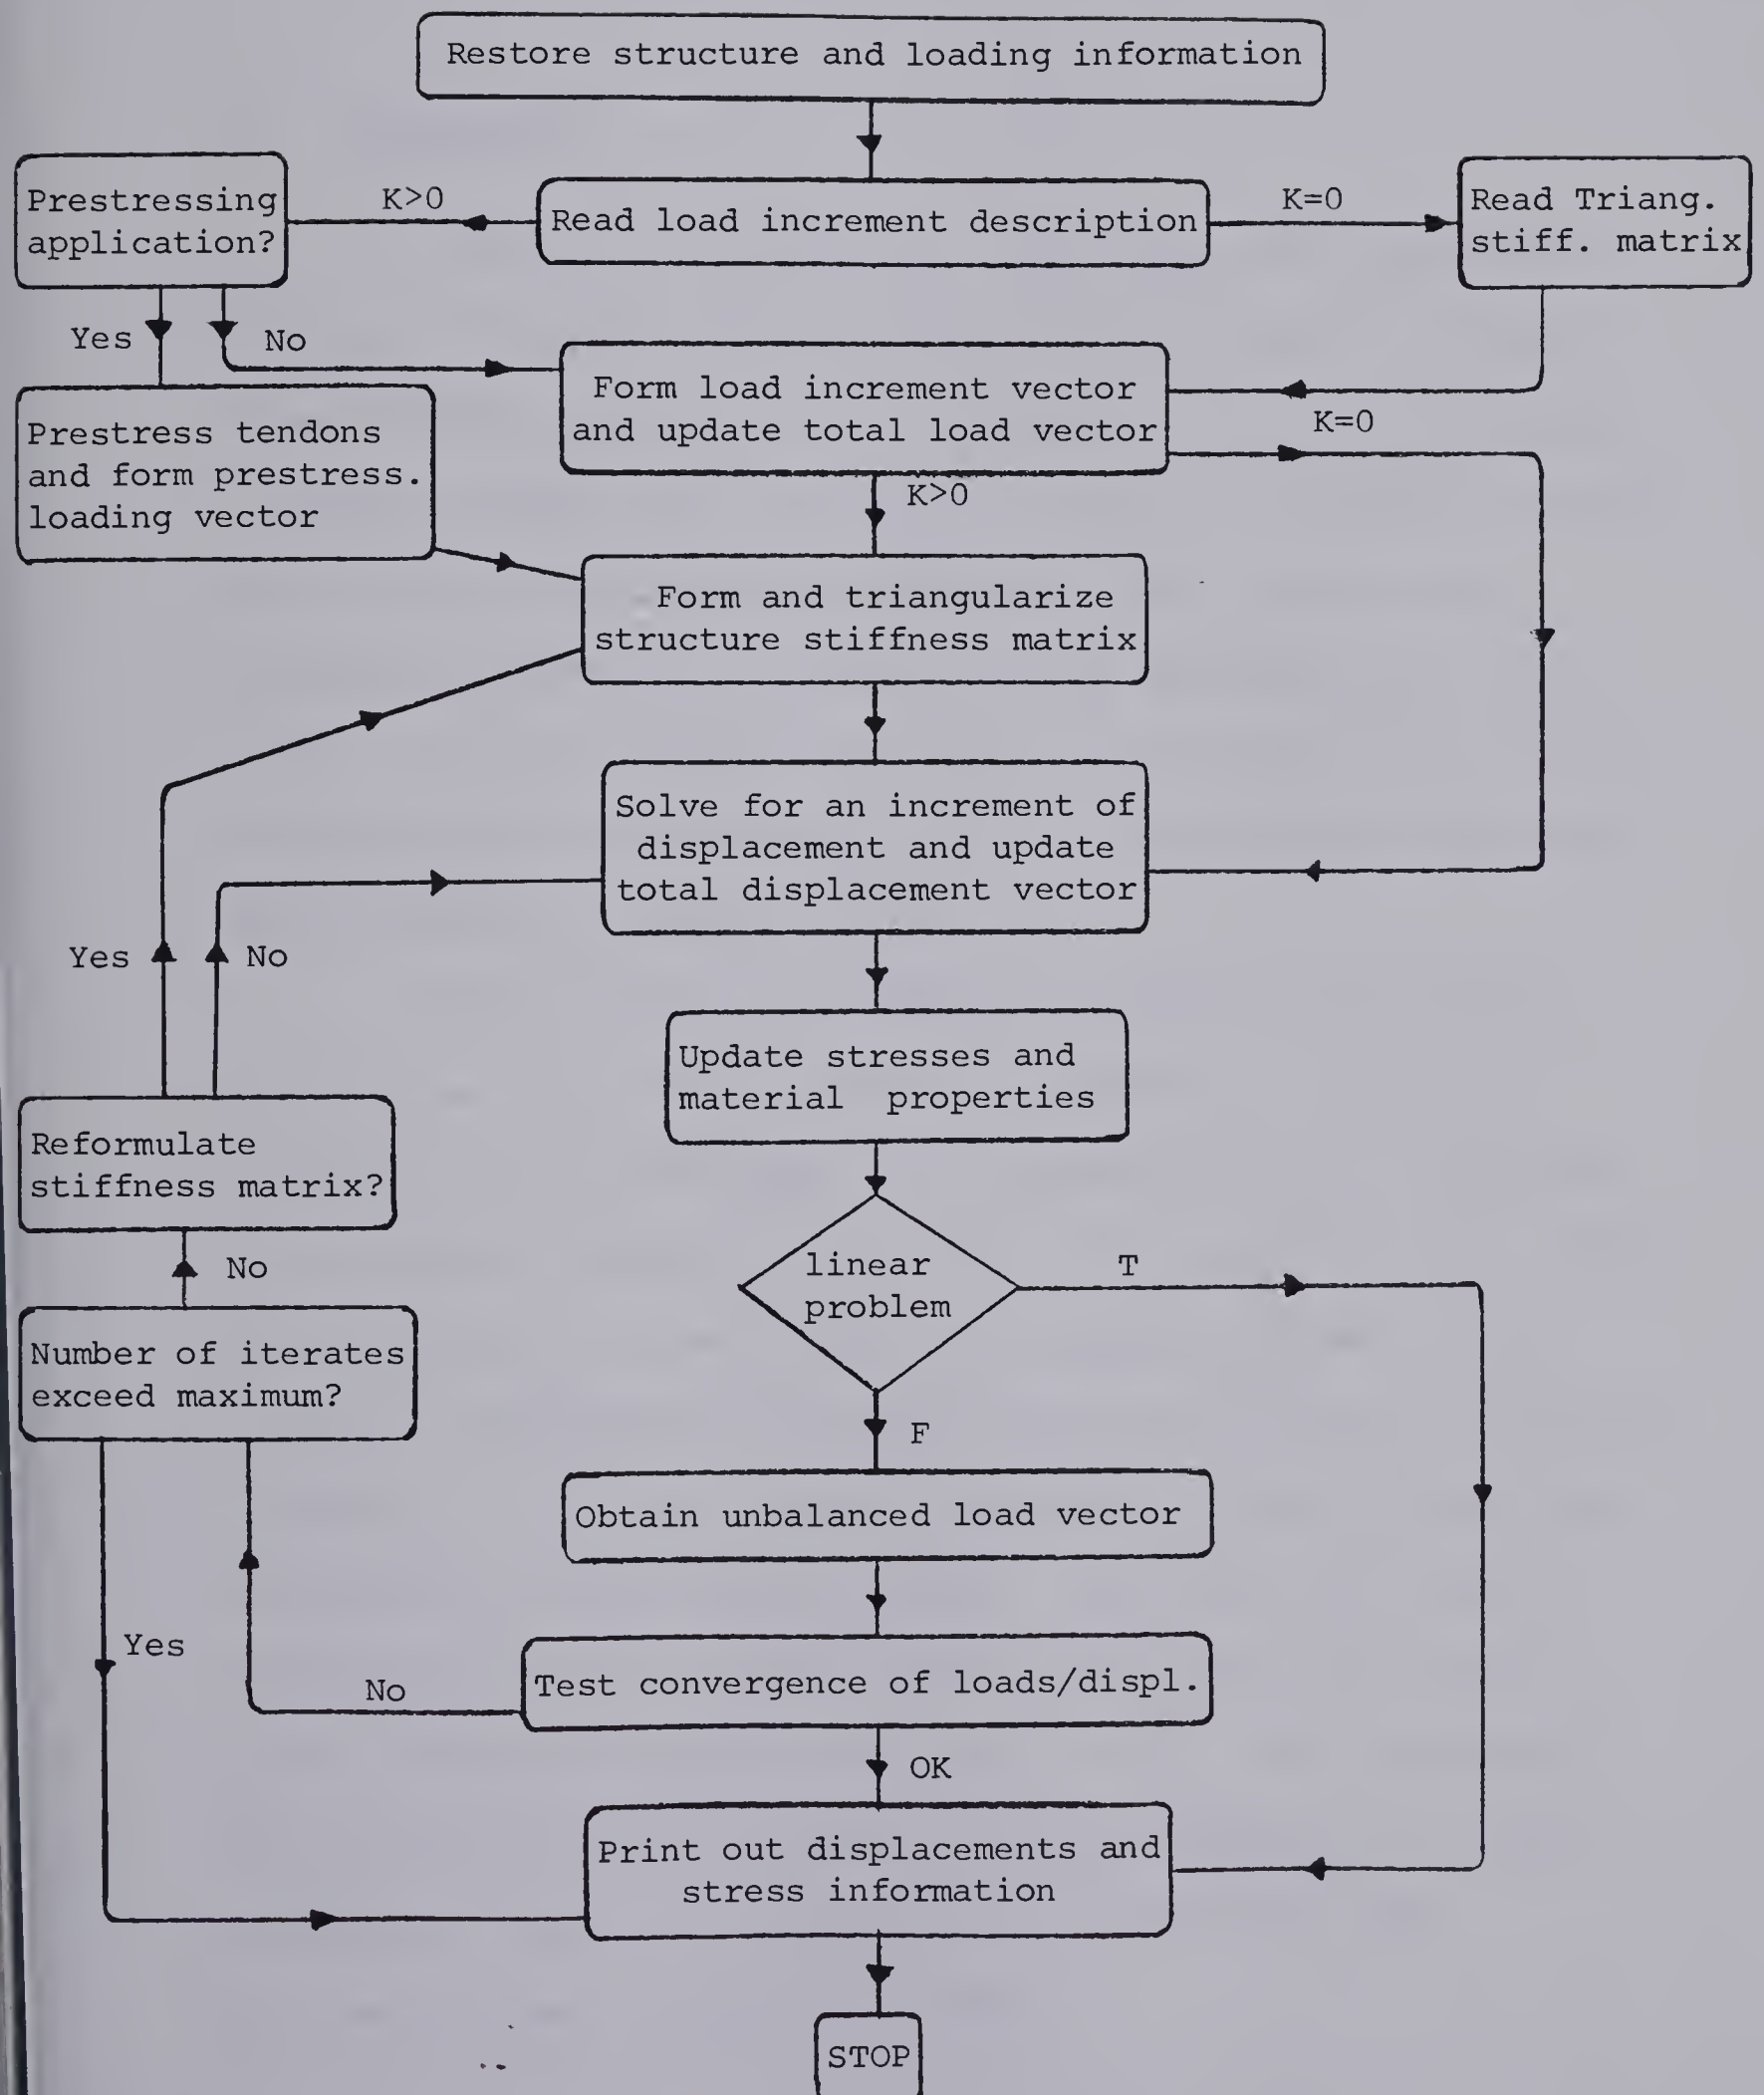 Restore structure and loading information
Prestressing
application?
K>0
Read load increment description
K=0
Read Triang.
stiff. matrix
Yes
No
Form load increment vector
and update total load vector
K=0
Prestress tendons
and form prestress.
loading vector
K>0
Form and triangularize
structure stiffness matrix
Solve for an increment of
displacement and update
total displacement vector
Yes
No
Update stresses and
material properties
Reformulate
stiffness matrix?
No
linear
problem
T
Number of iterates
exceed maximum?
F
Obtain unbalanced load vector
Yes
No
Test convergence of loads/displ.
OK
Print out displacements and
stress information
STOP